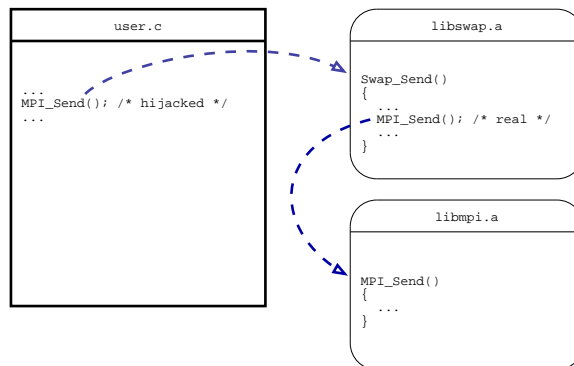 user.c
...
MPI_Send(); /* hijacked */
...
libswap.a
Swap_Send()
{
...
MPI_Send(); /* real */
...
}
libmpi.a
MPI_Send()
{
...
}